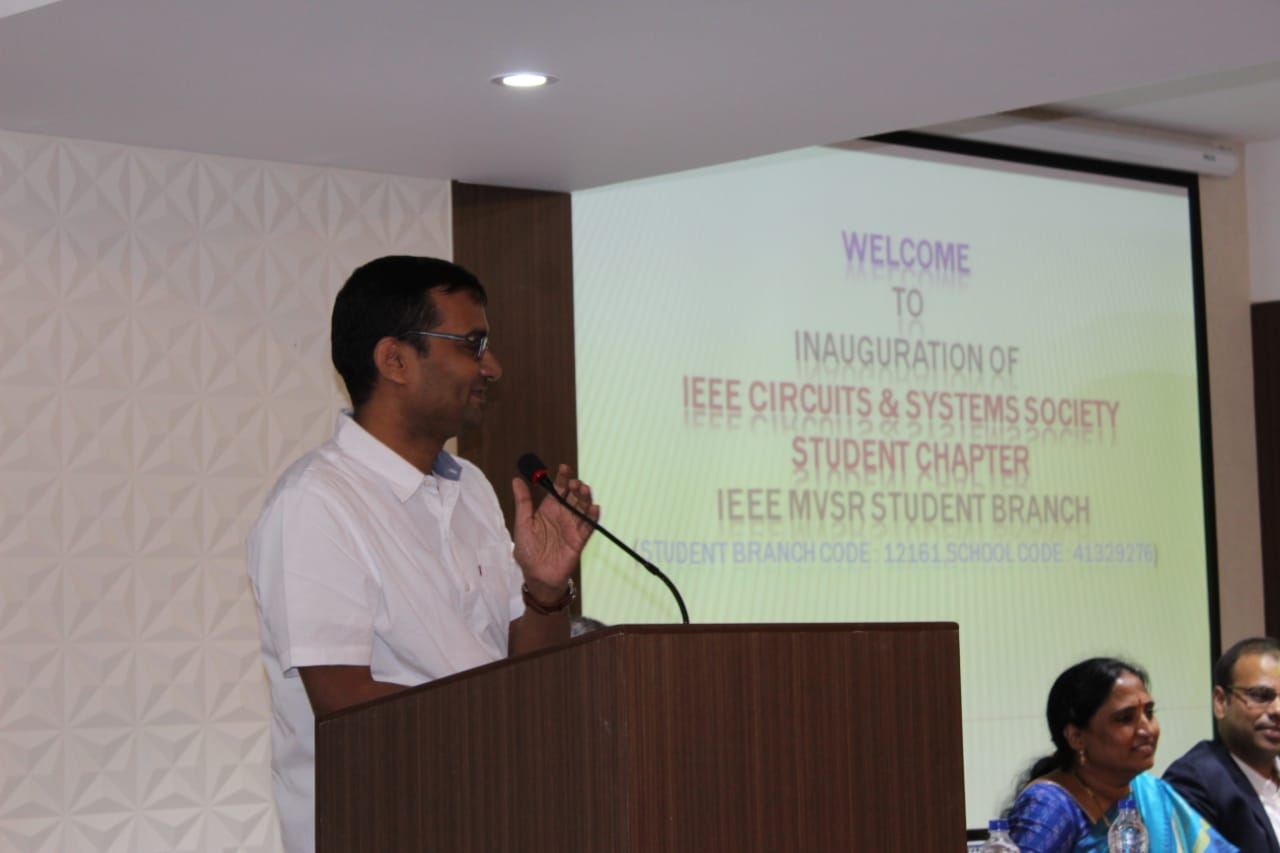 WELCOME
TO
INAUGURATION OF
IEEE CIRCUITS & SYSTEMS SOCIETY
STUDENT CHAPTER
IEEE MVSR STUDENT BRANCH
(STUDENT BRANCH CODE : 12161,SCHOOL CODE : 41329276)